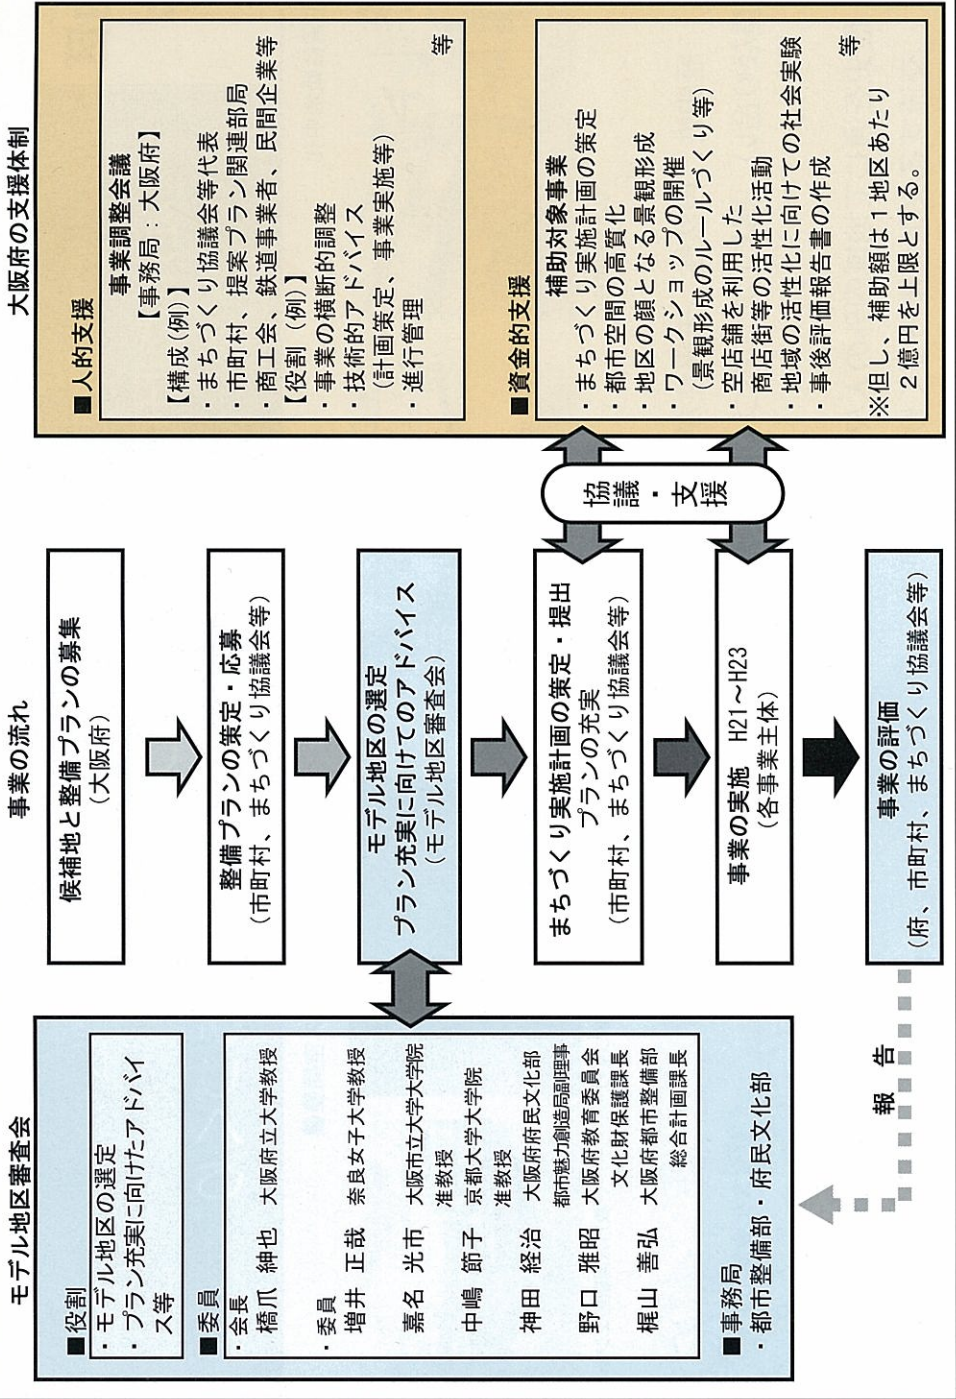 モデル地区審査会
■役割
・モデル地区の選定
・プラン充実に向けたアドバイ
ス等
■委員
・会長
橋爪　紳也　大阪府立大学教授
・委員
増井　正哉　奈良女子大学教授
嘉名　光市　大阪市立大学大学院
准教授
中嶋　節子　京都大学大学院
准教授
神田　経治　大阪府府民文化部
都市魅力創造局副理事
野口　雅昭　大阪府教育委員会
文化財保護課長
梶山　善弘　大阪府都市整備部
総合計画課長
■事務局
・都市整備部・府民文化部
報　告
事業の流れ
候補地と整備プランの募集
（大阪府）
整備プランの策定・応募
（市町村、まちづくり協議会等）
モデル地区の選定
プラン充実に向けてのアドバイス
（モデル地区審査会）
まちづくり実施計画の策定・提出
プランの充実
（市町村、まちづくり協議会等）
事業の実施　H21～H23
（各事業主体）
事業の評価
（府、市町村、まちづくり協議会等）
協議・支援
大阪府の支援体制
■人的支援
事業調整会議
【事務局：大阪府】
【構成（例）】
・まちづくり協議会等代表
・市町村、提案プラン関連部局
・商工会、鉄道事業者、民間企業等
【役割（例）】
・事業の横断的調整
・技術的アドバイス
（計画策定、事業実施等）
・進行管理　等
■資金的支援
補助対象事業
・まちづくり実施計画の策定
・都市空間の高質化
・地区の顔となる景観形成
・ワークショップの開催
（景観形成のルールづくり等）
・空店舗を利用した
商店街等の活性化活動
・地域の活性化に向けての社会実験
・事後評価報告書の作成　等
※但し、補助額は１地区あたり
２億円を上限とする。